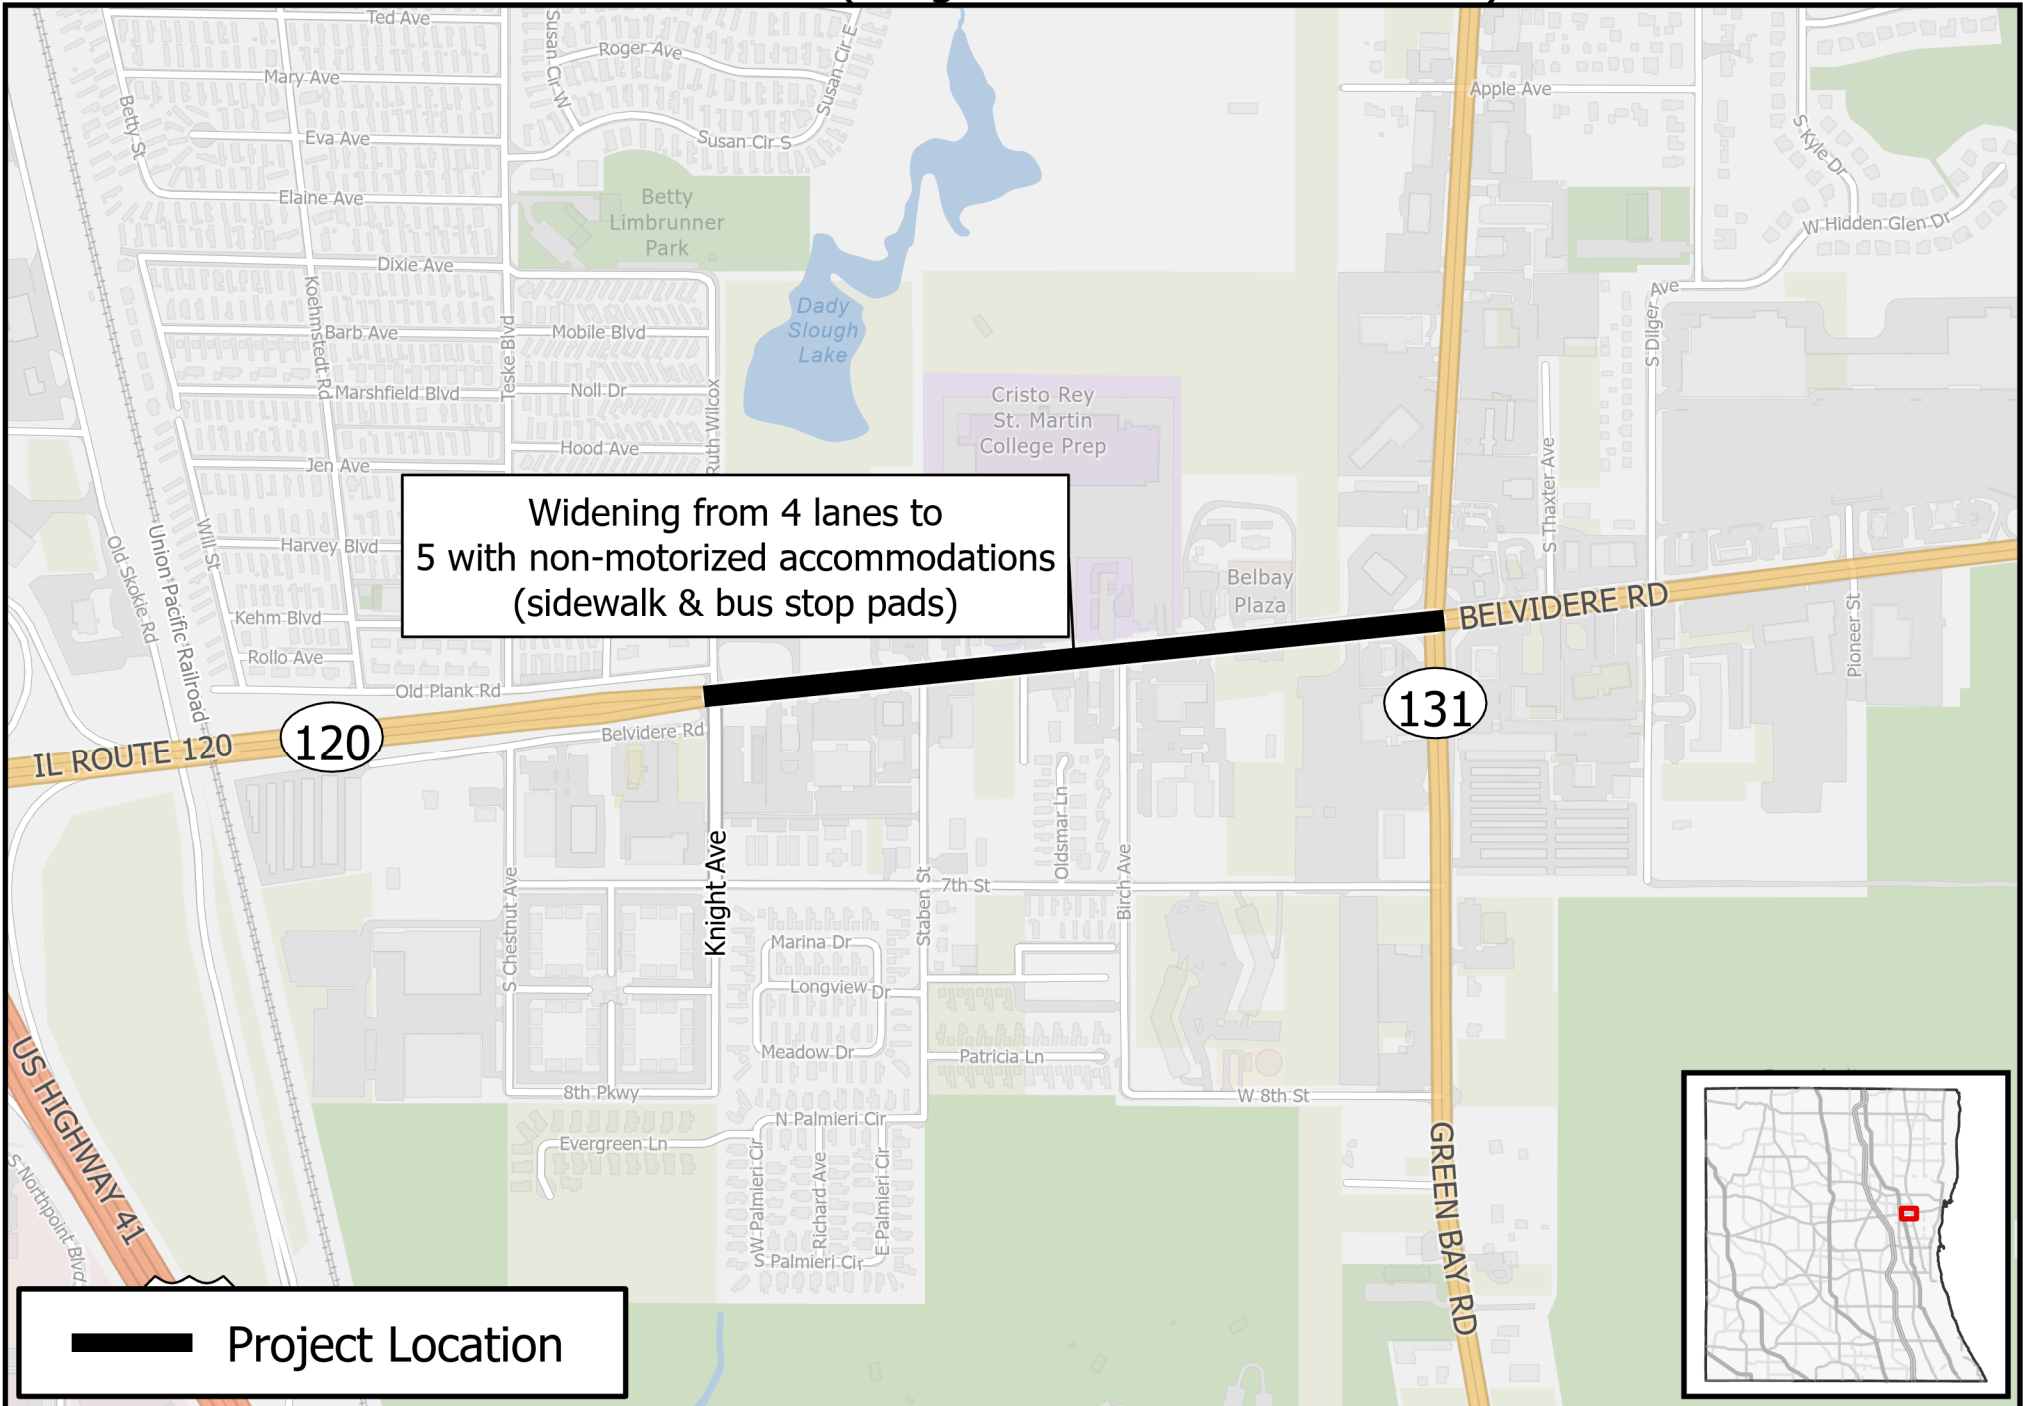 Ted Ave
Roger Ave
Susan Cir W
Susan Cir E
Mary Ave
Betty St
Eva Ave
Susan Cir S
Elaine Ave
Betty
Limbrunner
Park
Dixie Ave
Koehmstedt Rd
Barb Ave
Teske Blvd
Mobile Blvd
Dady
Slough
Lake
Marshfield Blvd
Noll Dr
Ruth Wilcox
Jen Ave
Hood Ave
Cristo Rey
St. Martin
College Prep
Apple Ave
S Kyle Dr
W Hidden Glen Dr
Ave
S Dilger
S Thaxter Ave
Widening from 4 lanes to
5 with non-motorized accommodations
(sidewalk & bus stop pads)
Old Skokie Rd
Union Pacific Railroad
Will St
Harvey Blvd
Kehm Blvd
Rollo Ave
Old Plank Rd
Belbay
Plaza
BELVIDERE RD
Pioneer St
IL ROUTE 120
120
Belvidere Rd
131
Knight Ave
S Chestnut Ave
Staben St
7th St
Oldsmar Ln
Birch Ave
Marina Dr
Longview Dr
Meadow Dr
Patricia Ln
8th Pkwy
W 8th St
N Palmieri Cir
Evergreen Ln
W Palmieri Cir
Richard Ave
E Palmieri Cir
S Palmieri Cir
GREEN BAY RD
US HIGHWAY 41
S Northpoint Blvd
Project Location